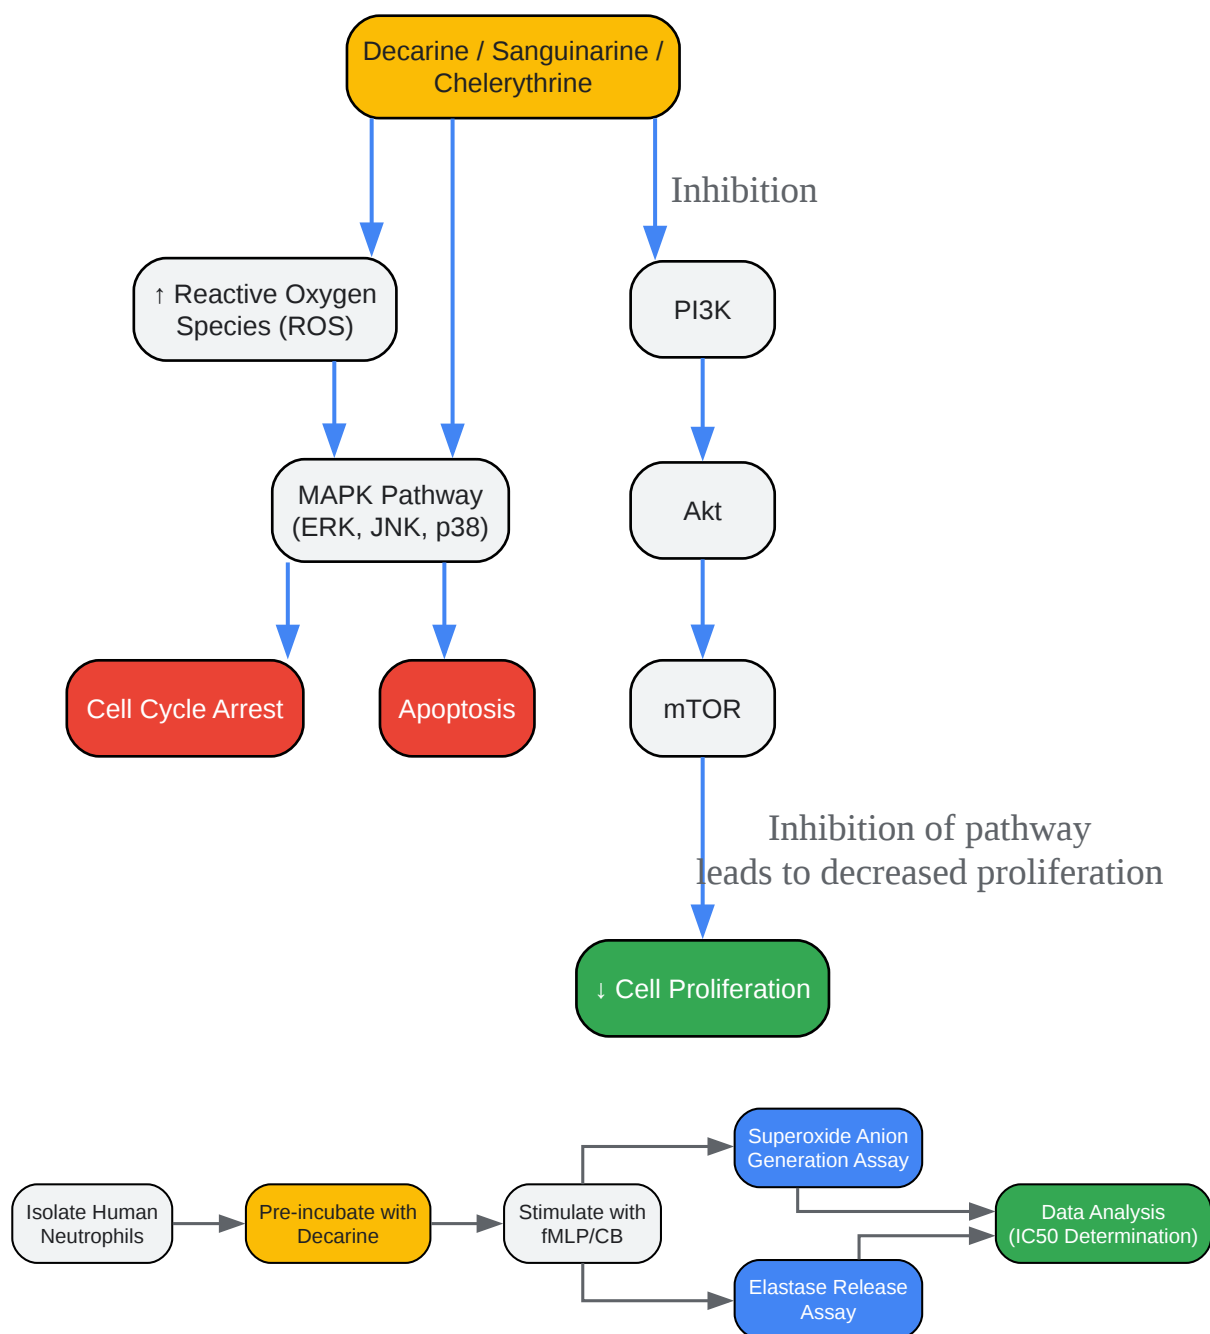 Decarine / Sanguinarine /
Chelerythrine
Inhibition
↑ Reactive Oxygen
Species (ROS)
PI3K
MAPK Pathway
(ERK, JNK, p38)
Akt
Cell Cycle Arrest
Apoptosis
mTOR
Inhibition of pathway
leads to decreased proliferation
↓ Cell Proliferation
Isolate Human
Neutrophils
Pre-incubate with
Decarine
Stimulate with
fMLP/CB
Superoxide Anion
Generation Assay
Elastase Release
Assay
Data Analysis
(IC50 Determination)